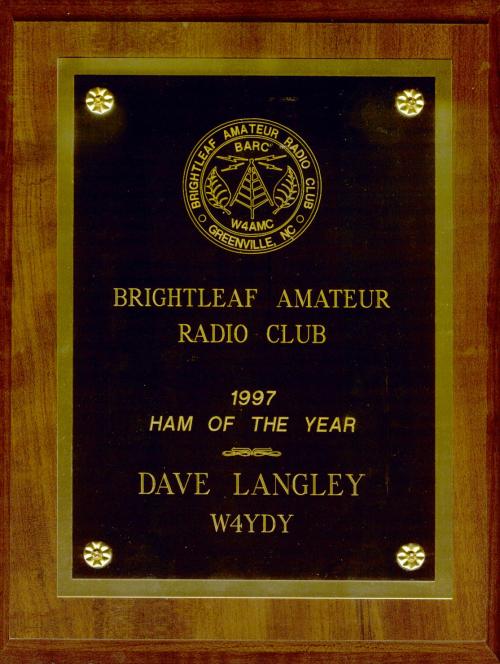 BRIGHTLEAF AMATEUR RADIO CLUB
BARC
W4AMC
GREENVILLE, NC
BRIGHTLEAF AMATEUR
RADIO CLUB
1997
HAM OF THE YEAR
DAVE LANGLEY
W4YDY